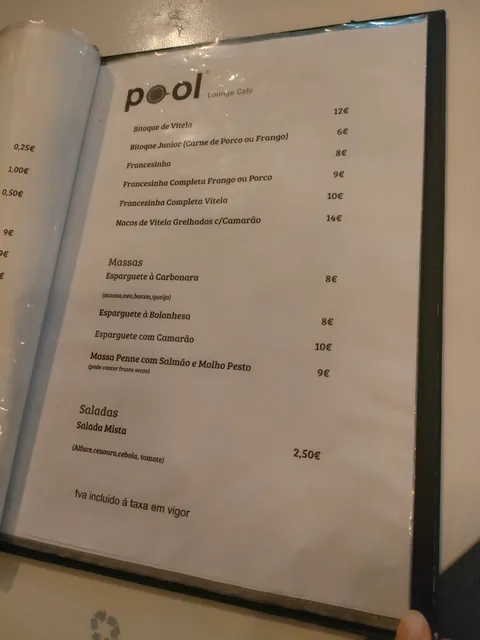 0,25€
1,00€
0,50€
9€
9€
€
po-ol
Lounge Café
Bitoque de Vitela 12€
Bitoque Junior (Carne de Porco ou Frango) 6€
Francesinha 8€
Francesinha Completa Frango ou Porco 9€
Francesinha Completa Vitela 10€
Nacos de Vitela Grelhados c/Camarão 14€
Massas
Esparguete à Carbonara 8€
(massa,ovo,bacon,queijo)
Esparguete à Bolonhesa 8€
Esparguete com Camarão 10€
Massa Penne com Salmão e Molho Pesto 9€
(pode conter frutos secos)
Saladas
Salada Mista
(Alface,cenoura,cebola, tomate) 2,50€
Iva incluido á taxa em vigor